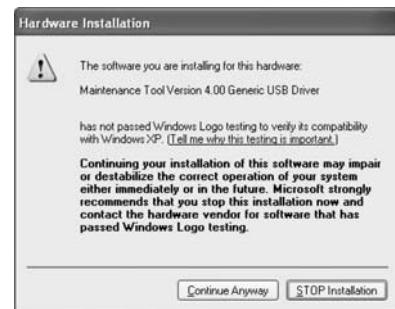 Hardware Installation
The software you are installing for this hardware:
Maintenance Tool Version 4.00 Generic USB Driver
has not passed Windows Logo testing to verify its compatibility
with Windows XP. (Tell me why this testing is important.)
Continuing your installation of this software may impair
or destabilize the correct operation of your system
either immediately or in the future. Microsoft strongly
recommends that you stop this installation now and
contact the hardware vendor for software that has
passed Windows Logo testing.
Continue Anyway
STOP Installation